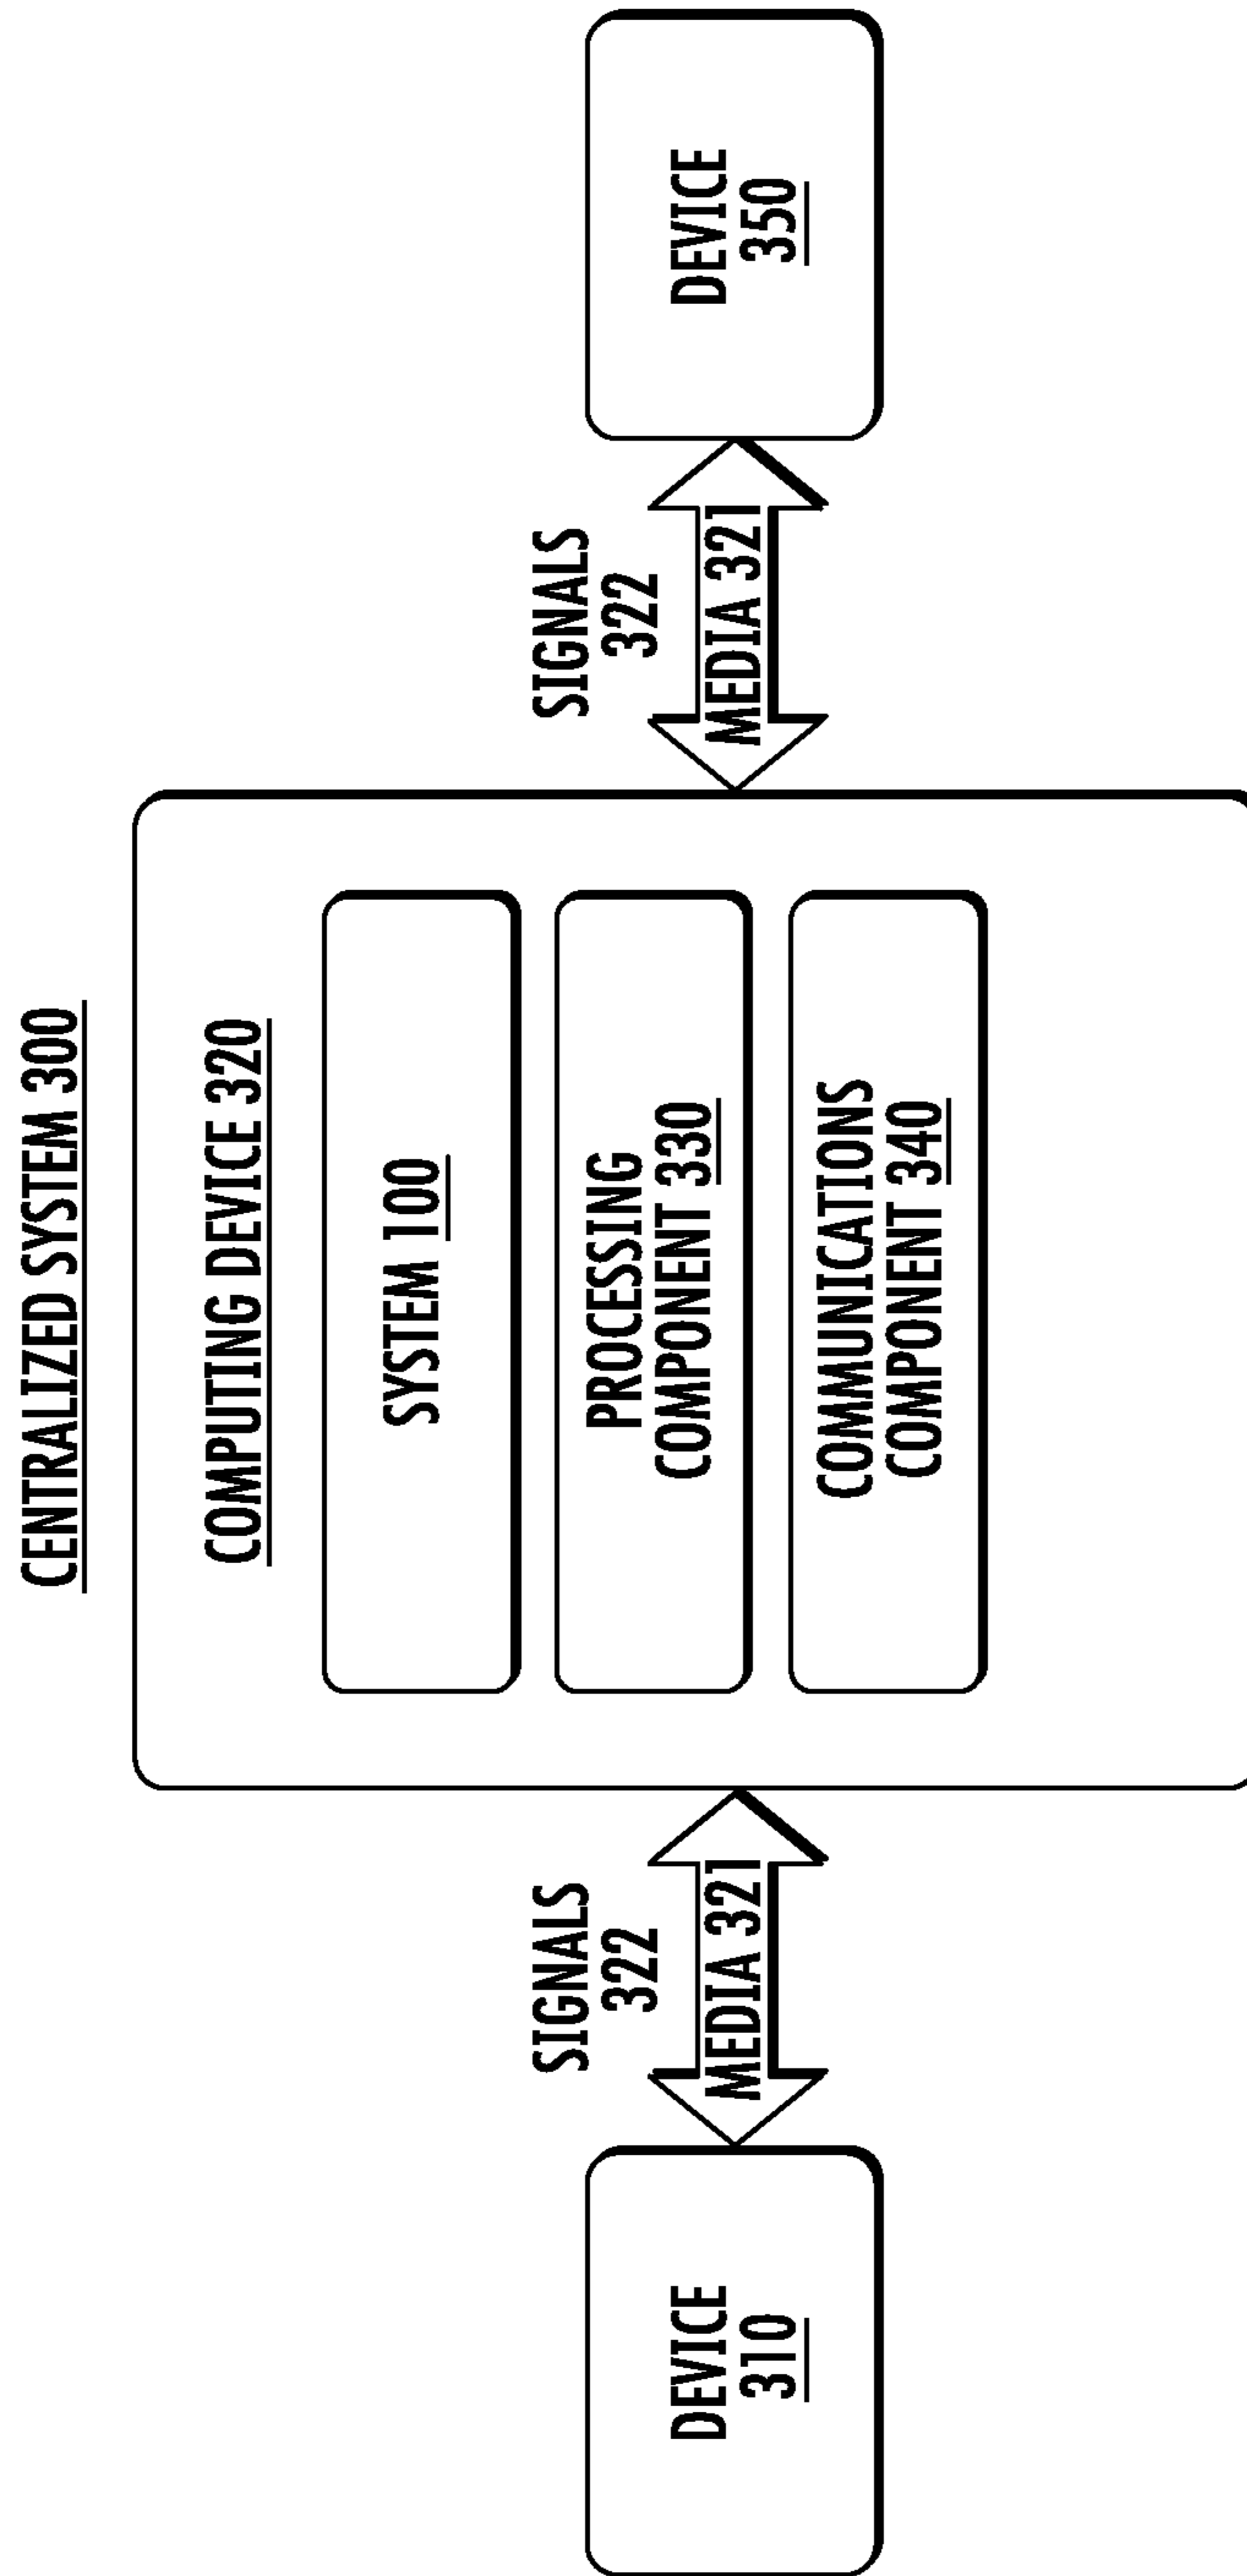 CENTRALIZED SYSTEM 300
COMPUTING DEVICE 320
SYSTEM 100
PROCESSING
COMPONENT 330
COMMUNICATIONS
COMPONENT 340
DEVICE
310
SIGNALS
322
MEDIA 321
SIGNALS
322
MEDIA 321
DEVICE
350